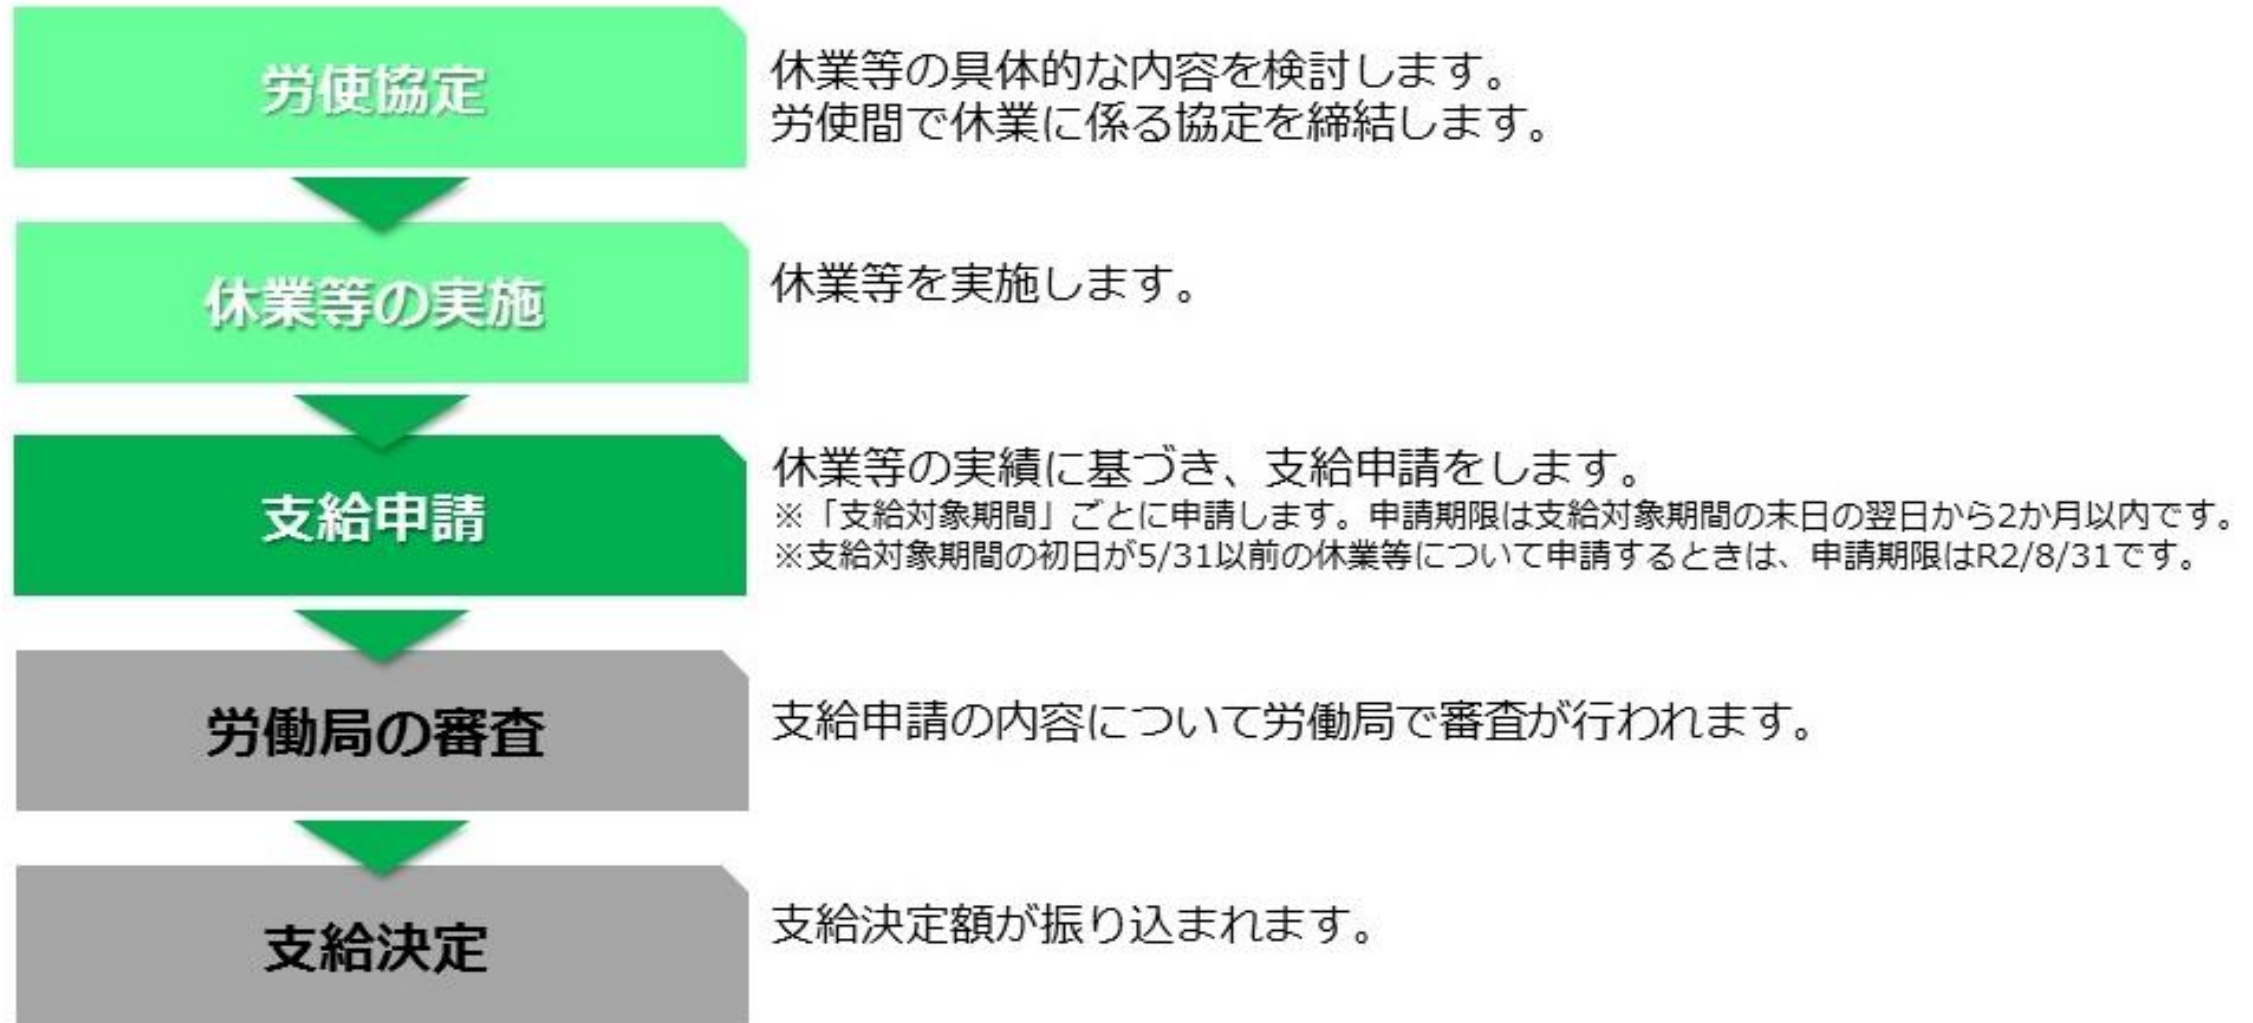 労使協定
休業等の具体的な内容を検討します。
労使間で休業に係る協定を締結します。
休業等の実施
休業等を実施します。
支給申請
休業等の実績に基づき、支給申請をします。
※「支給対象期間」ごとに申請します。申請期限は支給対象期間の末日の翌日から2か月以内です。
※支給対象期間の初日が5/31以前の休業等について申請するときは、申請期限はR2/8/31です。
労働局の審査
支給申請の内容について労働局で審査が行われます。
支給決定
支給決定額が振り込まれます。